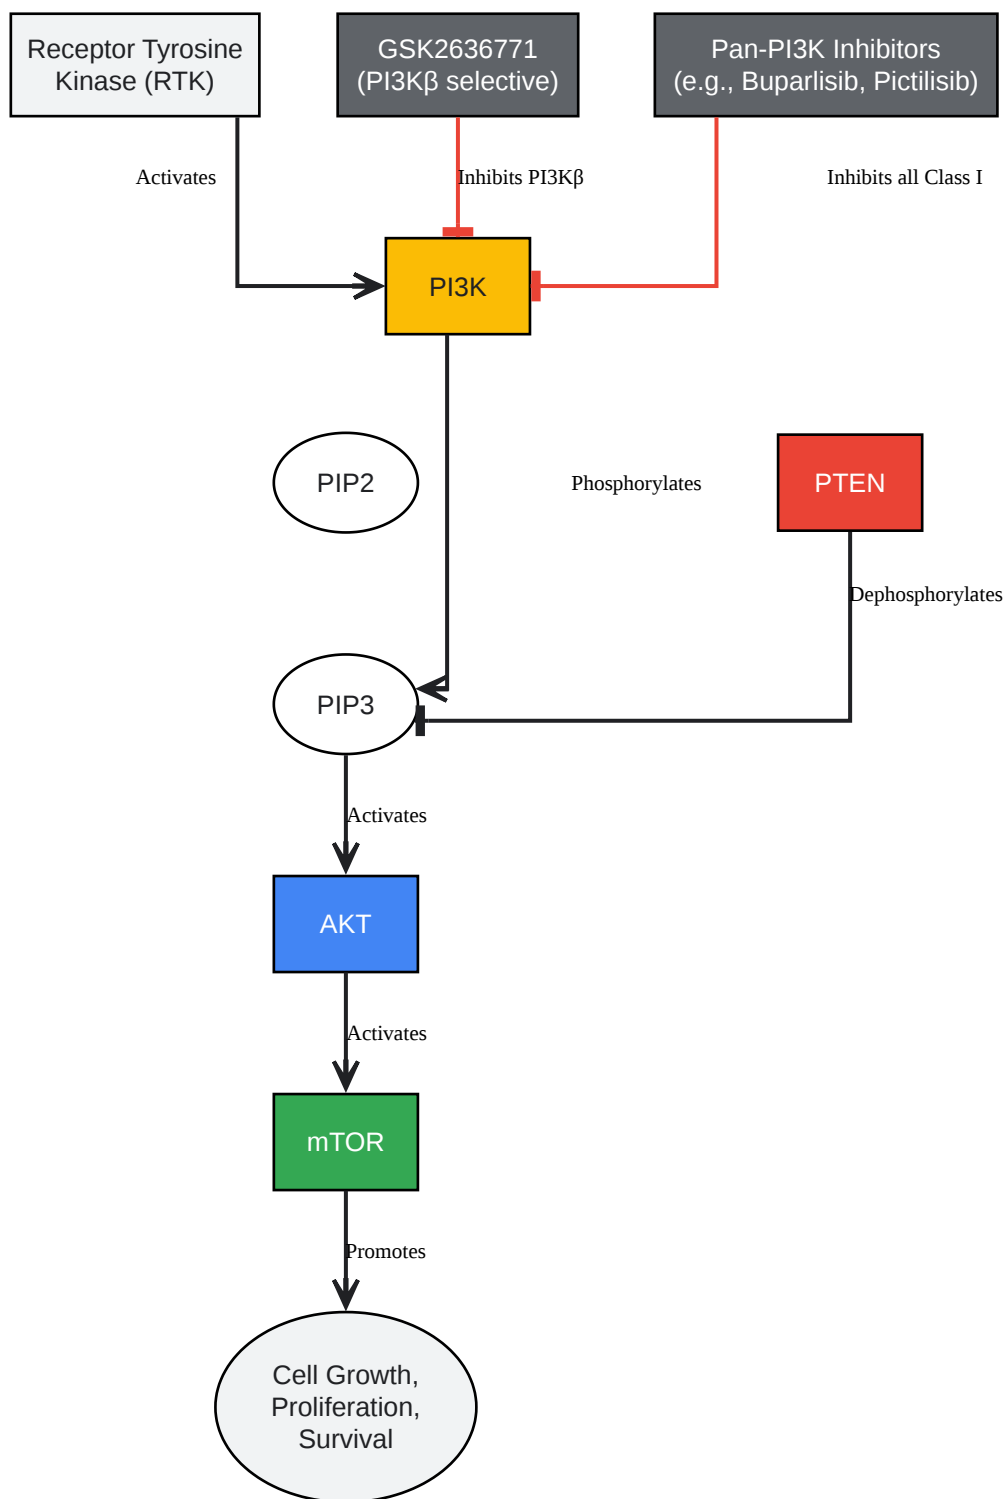 Receptor Tyrosine
Kinase (RTK)
GSK2636771
(PI3Kβ selective)
Pan-PI3K Inhibitors
(e.g., Buparlisib, Pictilisib)
Activates
Inhibits PI3Kβ
Inhibits all Class I
PI3K
PIP2
Phosphorylates
PTEN
Dephosphorylates
PIP3
Activates
AKT
Activates
mTOR
Promotes
Cell Growth,
Proliferation,
Survival